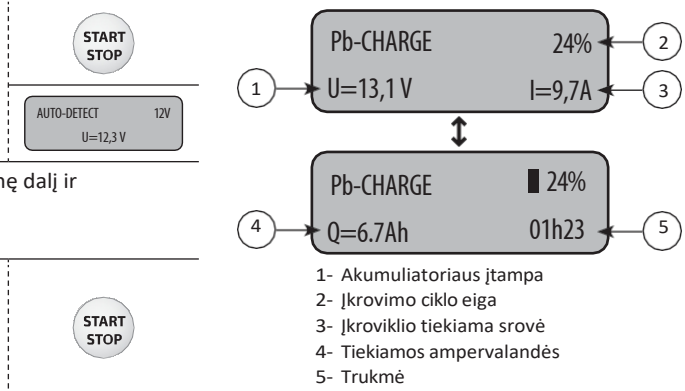 START
STOP
AUTO-DETECT 12V
U=12,3 V
nę dalį ir
START
STOP
Pb-CHARGE 24%
U=13,1 V I=9,7A
1
2
3
Pb-CHARGE 24%
Q=6.7Ah 01h23
4
5
1- Akumuliatoriaus įtampa
2- Įkrovimo ciklo eiga
3- Įkroviklio tiekiama srovė
4- Tiekiamos ampervalandės
5- Trukmė